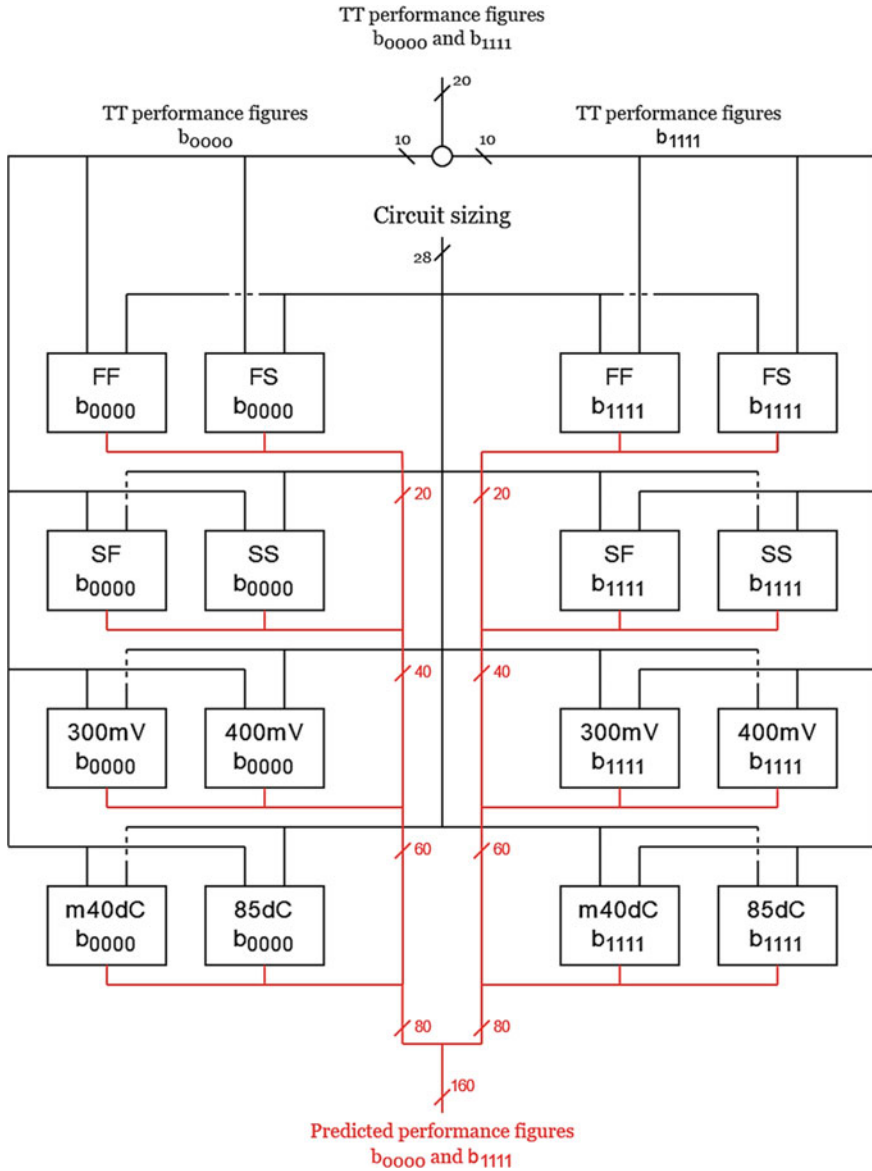 TT performance figures
b0000 and b1111
20
TT performance figures
b0000
10
10
TT performance figures
b1111
Circuit sizing
28
FF
b0000
FS
b0000
FF
b1111
FS
b1111
20
20
SF
b0000
SS
b0000
SF
b1111
SS
b1111
40
40
300mV
b0000
400mV
b0000
300mV
b1111
400mV
b1111
60
60
m40dC
b0000
85dC
b0000
m40dC
b1111
85dC
b1111
80
80
160
Predicted performance figures
b0000 and b1111